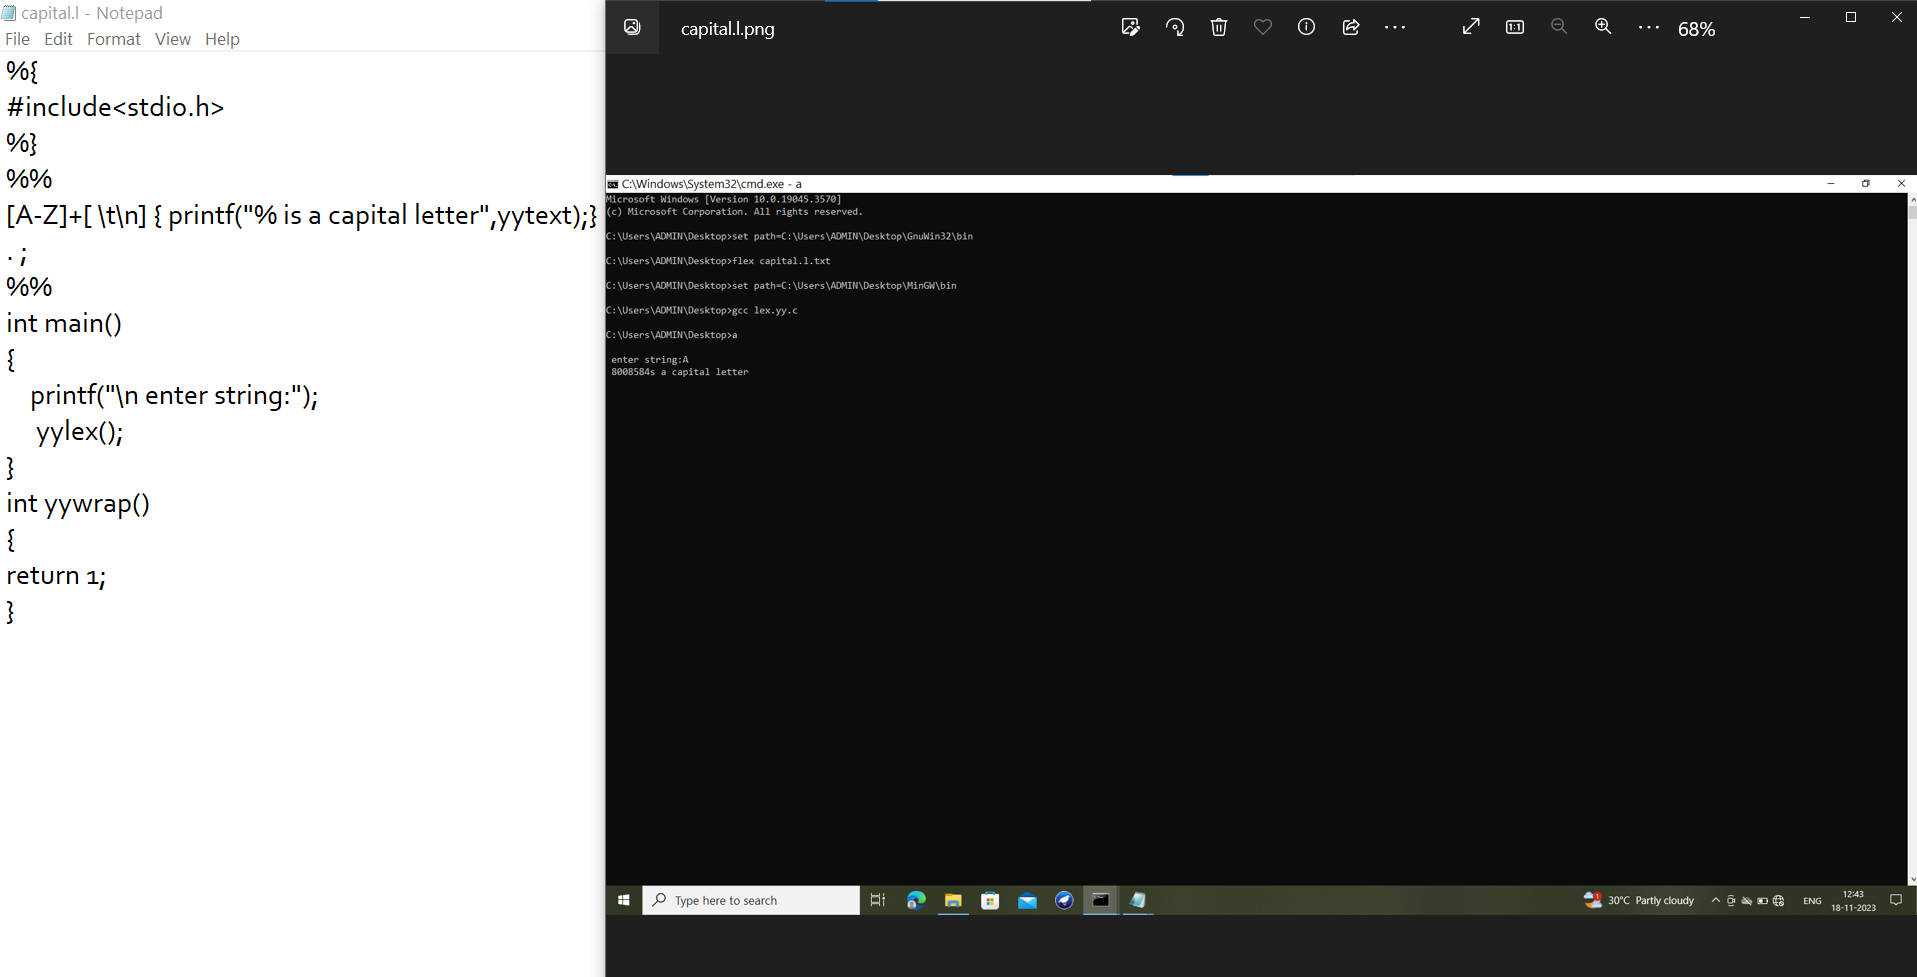 capital.l - Notepad
File Edit Format View Help
%{
#include<stdio.h>
%}
%%
[A-Z]+[ \t\n] { printf("% is a capital letter",yytext);}
. ;
%%
int main()
{
    printf("\n enter string:");
     yylex();
}
int yywrap()
{
return 1;
}
capital.l.png
1:1
68%
C:\Windows\System32\cmd.exe - a
Microsoft Windows [Version 10.0.19045.3570]
(c) Microsoft Corporation. All rights reserved.
C:\Users\ADMIN\Desktop>set path=C:\Users\ADMIN\Desktop\GnuWin32\bin
C:\Users\ADMIN\Desktop>flex capital.l.txt
C:\Users\ADMIN\Desktop>set path=C:\Users\ADMIN\Desktop\MinGW\bin
C:\Users\ADMIN\Desktop>gcc lex.yy.c
C:\Users\ADMIN\Desktop>a
 enter string:A
 8008584s a capital letter
Type here to search
30°C Partly cloudy
ENG
12:43
18-11-2023